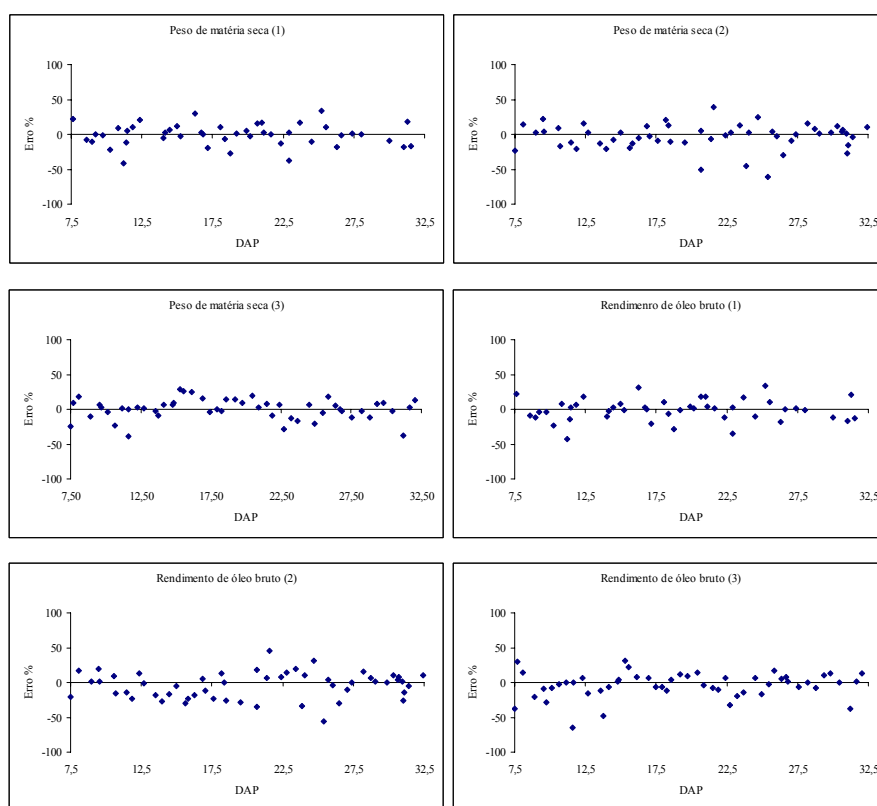 Peso de matéria seca (1)
100
50
0
-50
-100
Erro %
7,5 12,5 17,5 22,5 27,5 32,5
DAP
Peso de matéria seca (2)
100
50
0
-50
-100
Erro %
7,5 12,5 17,5 22,5 27,5 32,5
DAP
Peso de matéria seca (3)
100
50
0
-50
-100
Erro %
7,50 12,50 17,50 22,50 27,50 32,50
DAP
Rendimenro de óleo bruto (1)
100
50
0
-50
-100
Erro %
7,5 12,5 17,5 22,5 27,5 32,5
DAP
Rendimento de óleo bruto (2)
100
50
0
-50
-100
Erro %
7,5 12,5 17,5 22,5 27,5 32,5
DAP
Rendimento de óleo bruto (3)
100
50
0
-50
-100
Erro %
7,5 12,5 17,5 22,5 27,5 32,5
DAP